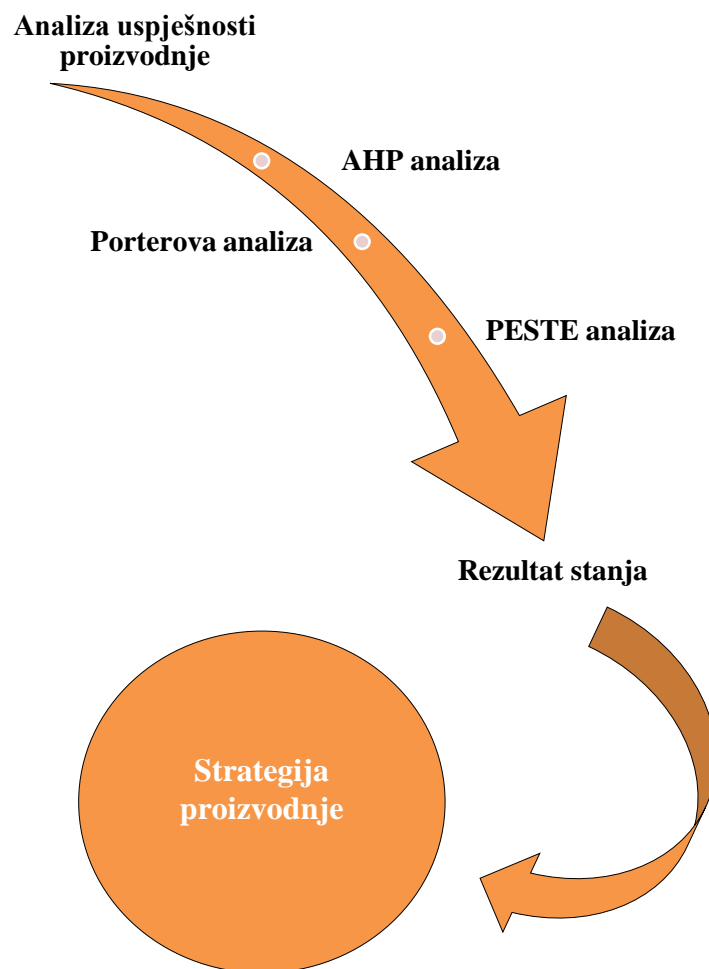 Analiza uspješnosti
proizvodnje
AHP analiza
Porterova analiza
PESTE analiza
Rezultat stanja
Strategija
proizvodnje